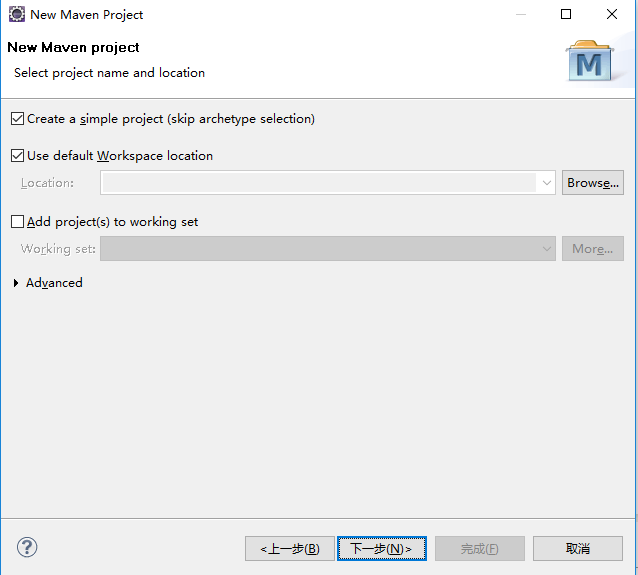 New Maven Project
New Maven project
Select project name and location
M
Create a simple project (skip archetype selection)
Use default Workspace location
Location:
Browse...
Add project(s) to working set
Working set:
More...
Advanced
?
<上一步(B)
下一步(N)>
完成(F)
取消